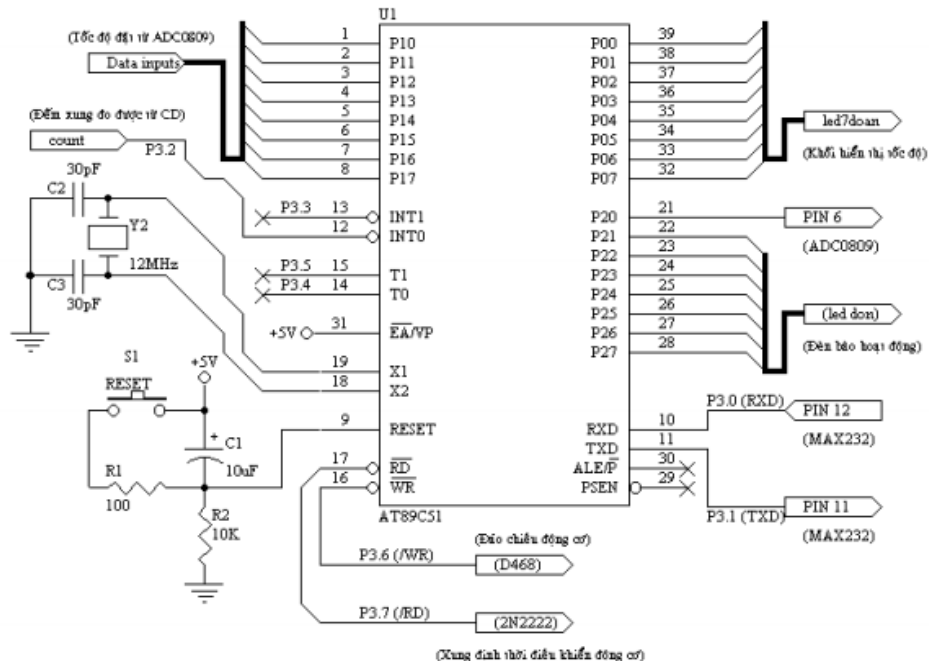 U1
(Tốc độ đặt từ ADC0809)
Data inputs
(Đếm xung đo được từ CD)
count
P3.2
30pF
C2
Y2
12MHz
C3
30pF
S1
RESET
+5V
C1
+
10uF
R1
100
R2
10K
1 P10
2 P11
3 P12
4 P13
5 P14
6 P15
7 P16
8 P17
P3.3 13 INT1
12 INT0
P3.5 15 T1
P3.4 14 T0
+5V 31 EA/VP
19 X1
18 X2
9 RESET
17 RD
16 WR
AT89C51
P00 39
P01 38
P02 37
P03 36
P04 35
P05 34
P06 33
P07 32
led7doan
(Khối hiển thị tốc độ)
P20 21
PIN 6
(ADC0809)
P21 22
P22 23
P23 24
P24 25
P25 26
P26 27
P27 28
(led don)
(Đèn báo hoạt động)
RXD 10
P3.0 (RXD)
PIN 12
(MAX232)
TXD 11
ALE/P 30
PSEN 29
P3.1 (TXD)
PIN 11
(MAX232)
(Đảo chiều động cơ)
P3.6 (/WR)
(D468)
P3.7 (/RD)
(2N2222)
(Xung định thời điều khiển động cơ)